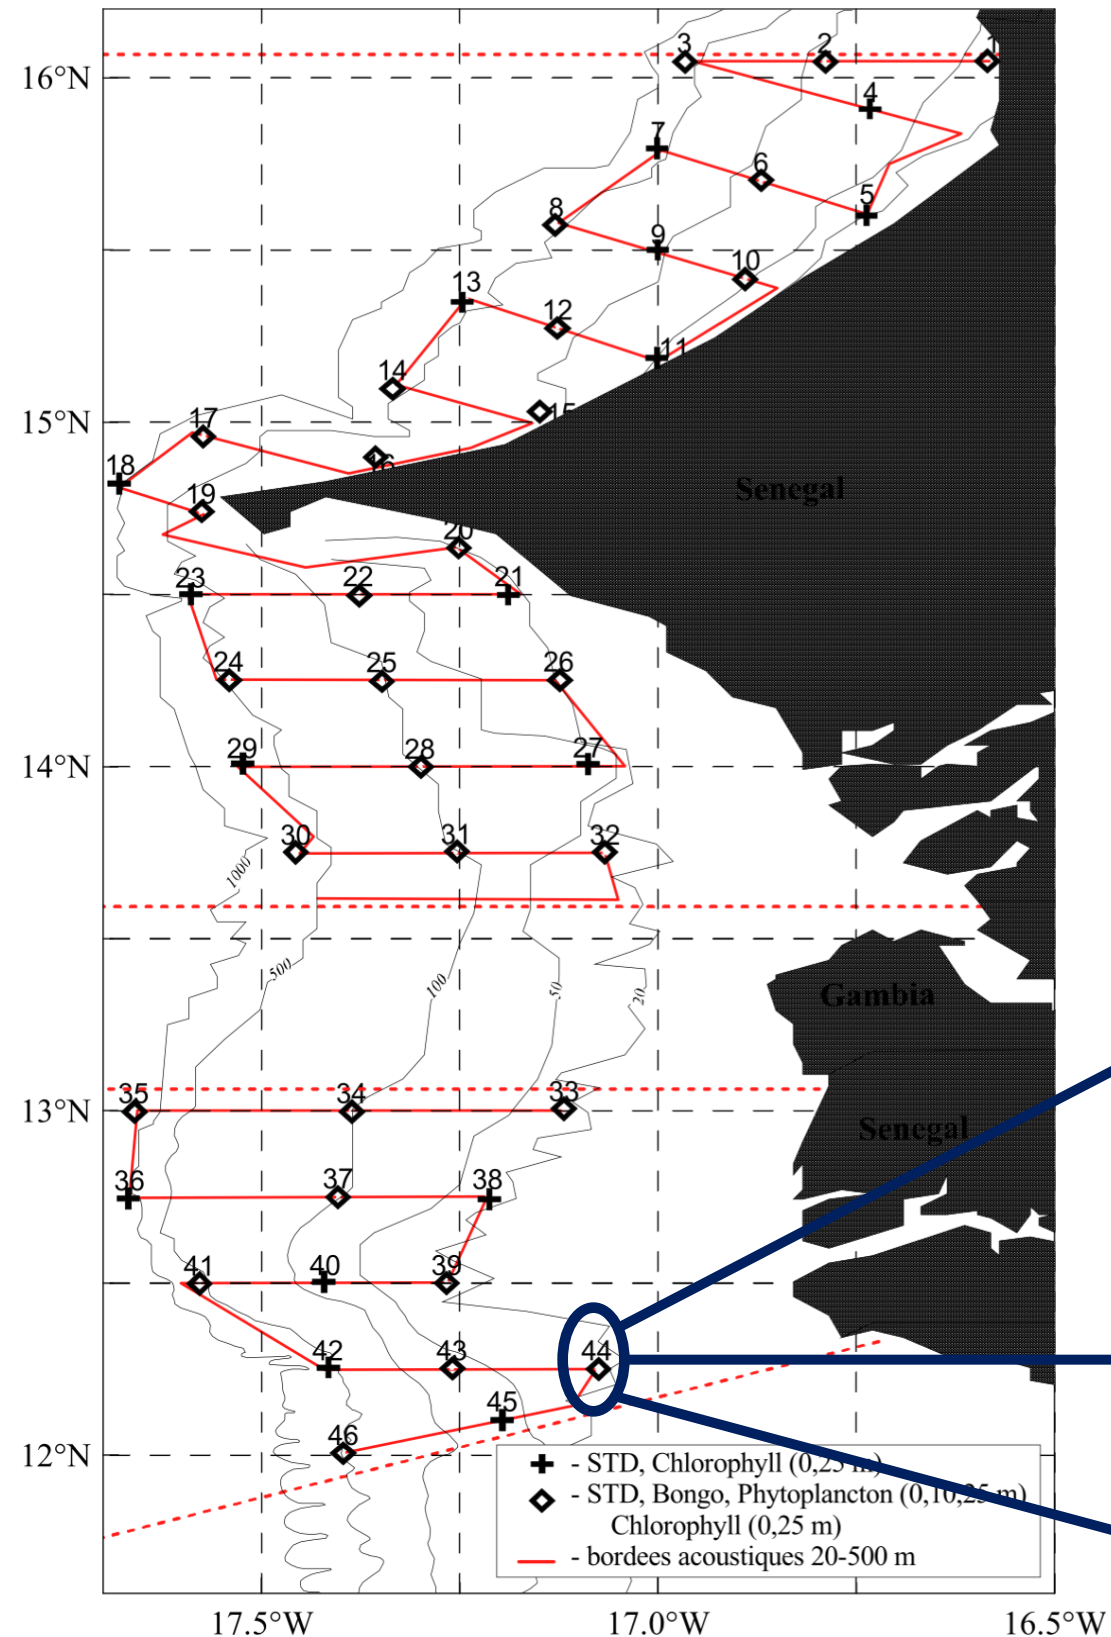 3 2 1
16°N
4
7
6
5
8
9
10
13
12
11
14
15
15°N
17
16
18
19
Senegal
20
23 22 21
24 25 26
29 28 27
14°N
30 31 32
1000
500
100
50
20
Gambia
35 34 33
13°N
Senegal
36 37 38
41 40 39
42 43 44
45
46
12°N
- STD, Chlorophyll (0,25 m)
- STD, Bongo, Phytoplancton (0,10,25 m)
Chlorophyll (0,25 m)
- bordees acoustiques 20-500 m
17.5°W 17.0°W 16.5°W